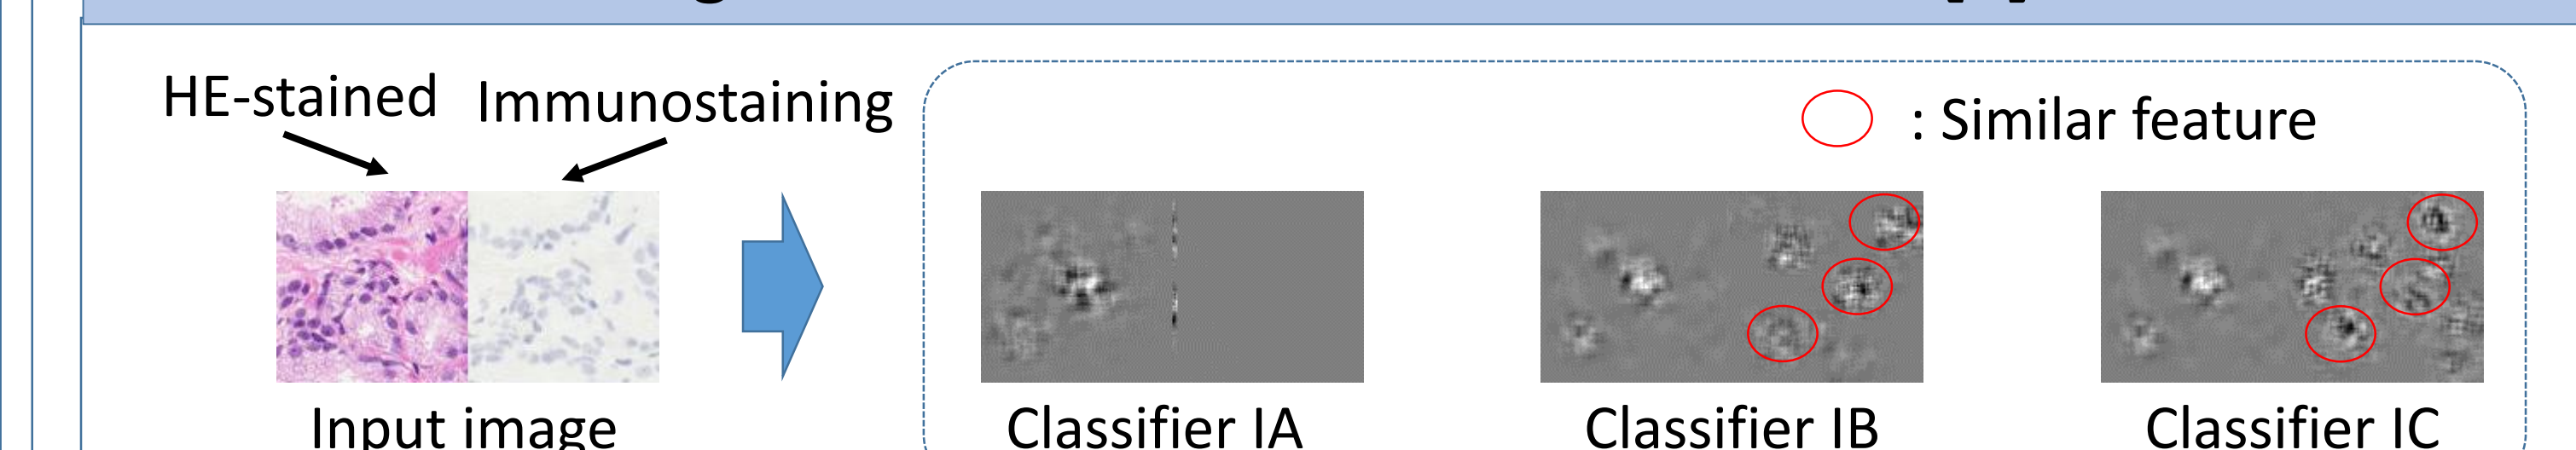 HE-stained
Immunostaining
: Similar feature
Input image
Classifier IA
Classifier IB
Classifier IC